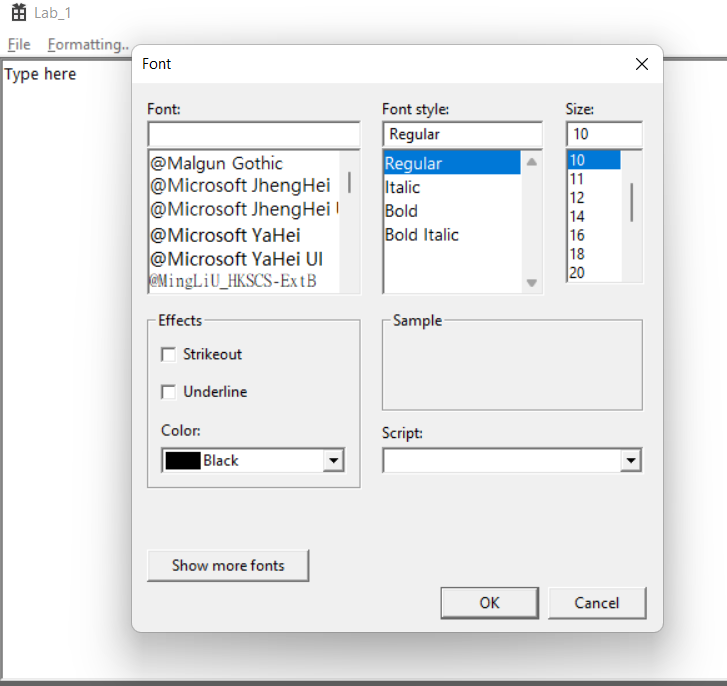 Lab_1
File Formatting..
Type here
Font
Font: Font style: Size:
Regular 10
@Malgun Gothic
@Microsoft JhengHei
@Microsoft JhengHei
@Microsoft YaHei
@Microsoft YaHei UI
@MingLiU_HKSCS-ExtB
Regular
Italic
Bold
Bold Italic
10
11
12
14
16
18
20
Effects
Strikeout
Underline
Color:
Black
Sample
Script:
Show more fonts
OK Cancel